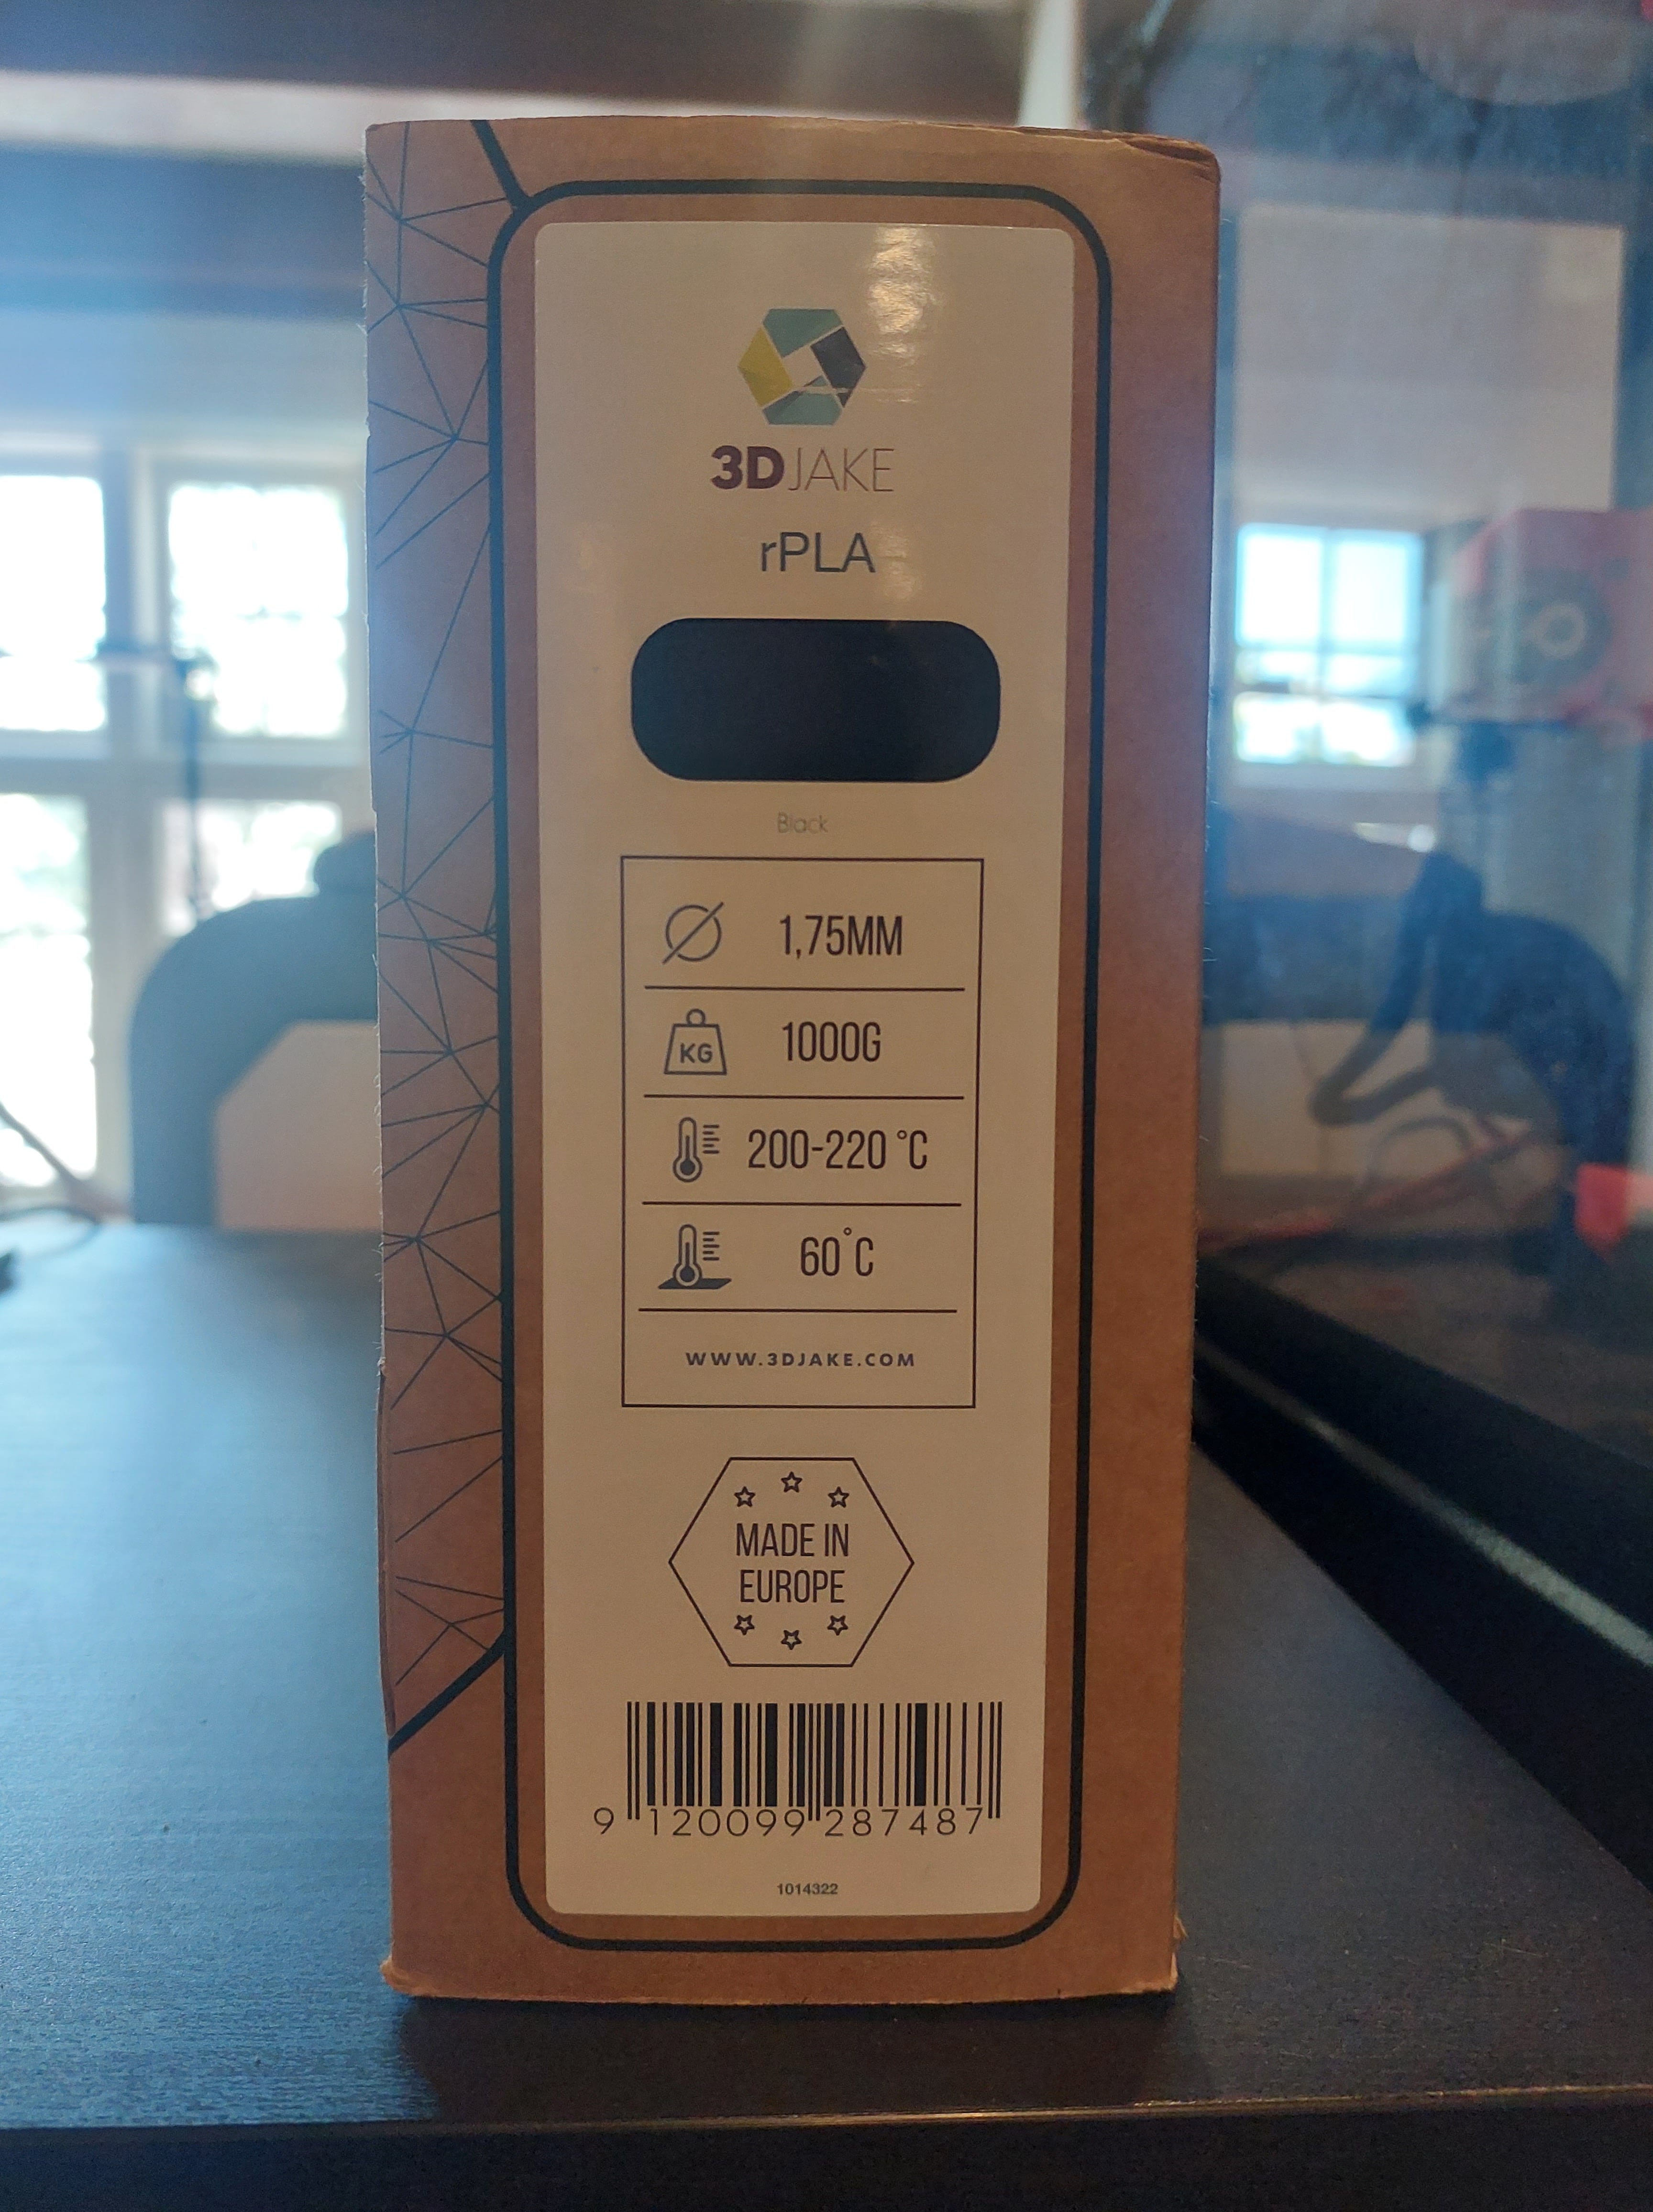 3DJAKE
rPLA
Black
1,75MM
KG
1000G
200-220 °C
60°C
WWW.3DJAKE.COM
MADE IN
EUROPE
9 120099 287487
1014322